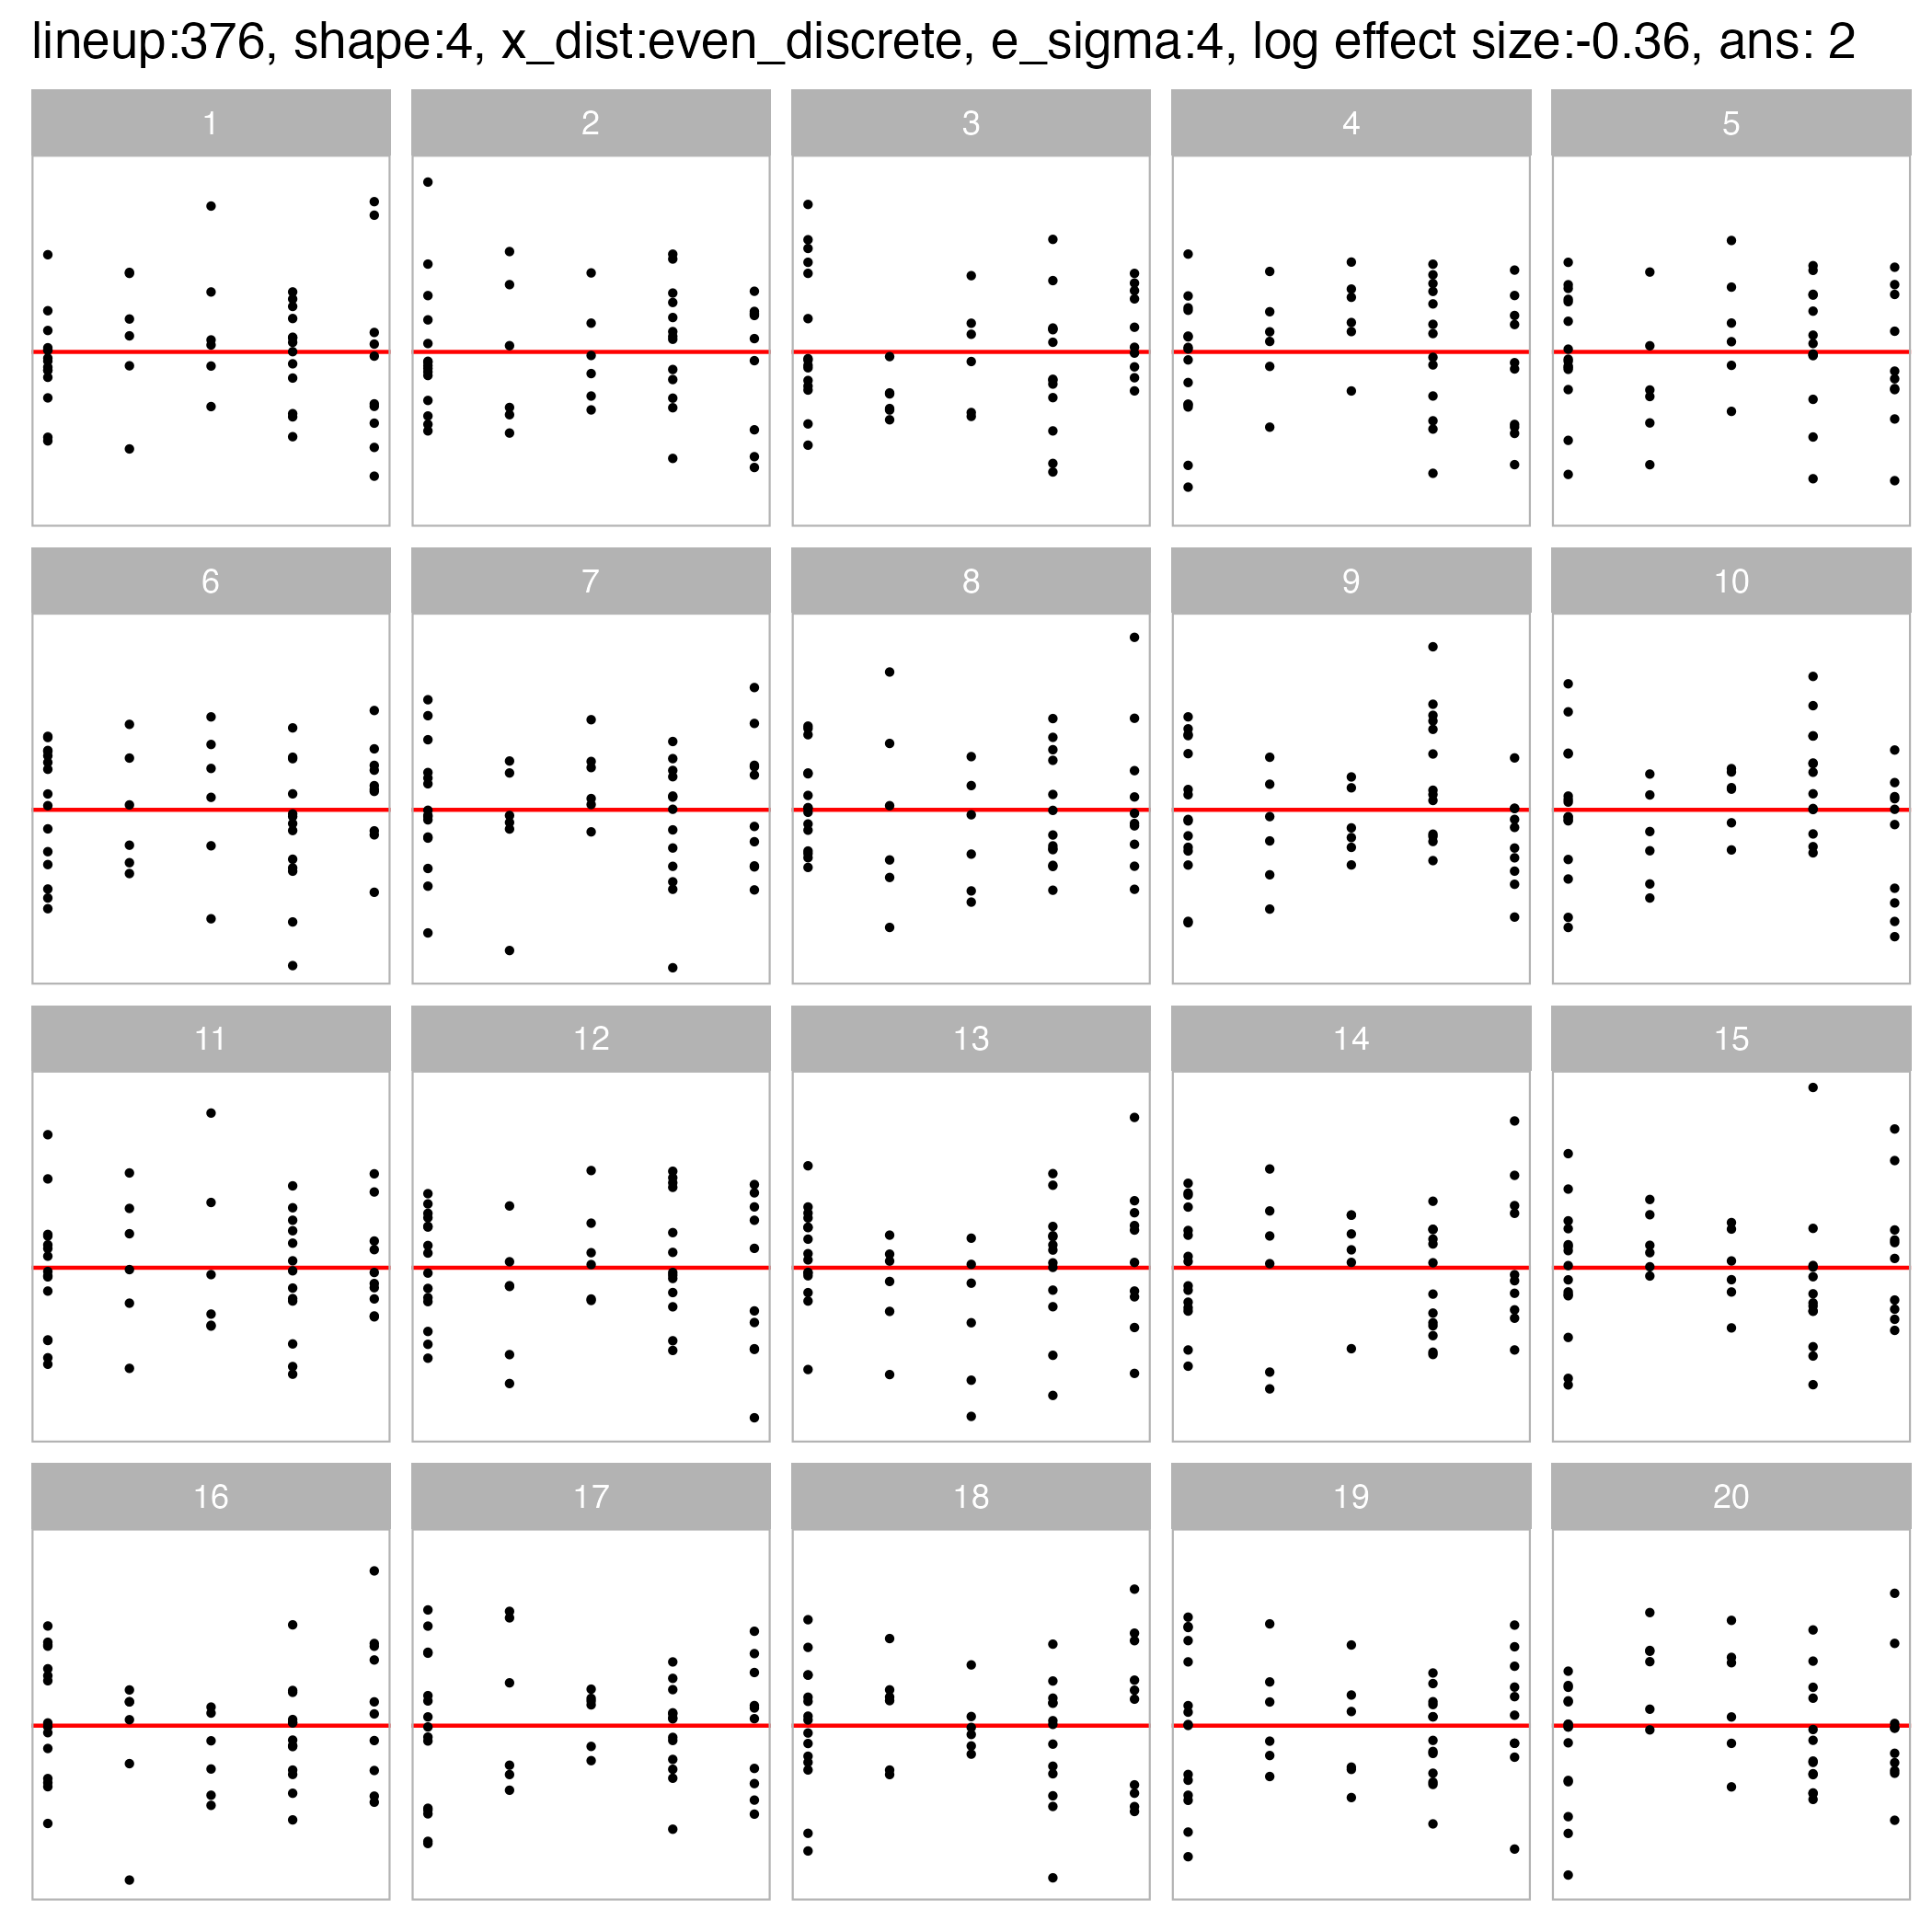 lineup:376, shape:4, x_dist:even_discrete, e_sigma:4, log effect size:-0.36, ans: 2
1 2 3 4 5
6 7 8 9 10
11 12 13 14 15
16 17 18 19 20